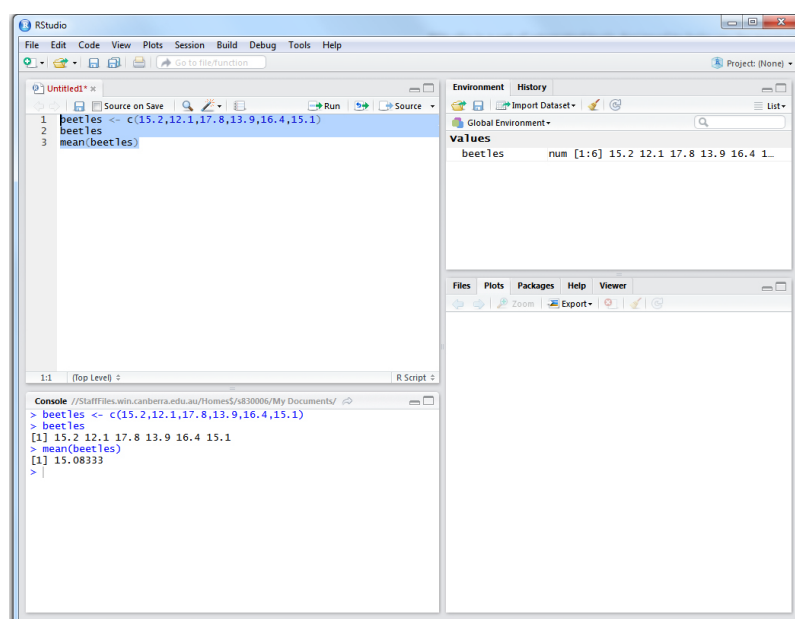 RStudio
File Edit Code View Plots Session Build Debug Tools Help
Go to file/function
Project: (None)
Untitled1* ×
Source on Save
Run
Source
1 beetles <- c(15.2,12.1,17.8,13.9,16.4,15.1)
2 beetles
3 mean(beetles)
1:1 (Top Level) R Script
Console //StaffFiles.win.canberra.edu.au/Homes$/s830006/My Documents/
> beetles <- c(15.2,12.1,17.8,13.9,16.4,15.1)
> beetles
[1] 15.2 12.1 17.8 13.9 16.4 15.1
> mean(beetles)
[1] 15.08333
>
Environment History
Import Dataset List
Global Environment
values
beetles num [1:6] 15.2 12.1 17.8 13.9 16.4 1…
Files Plots Packages Help Viewer
Zoom Export